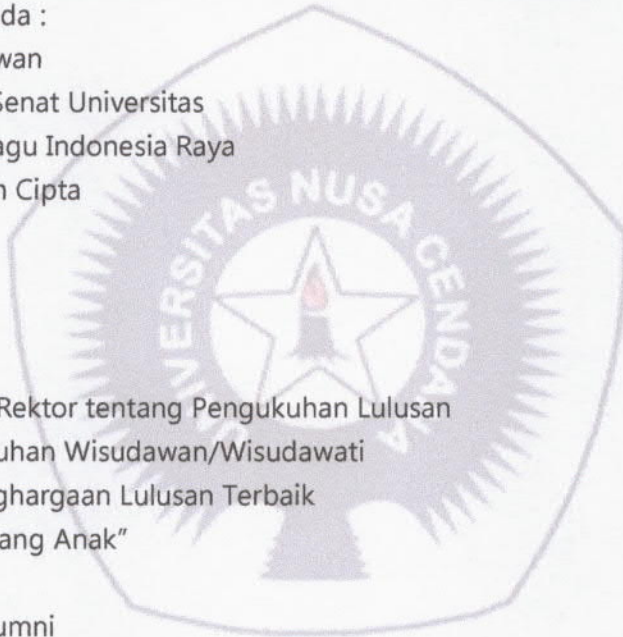 da :
wan
Senat Universitas
agu Indonesia Raya
n Cipta
UNIVERSITAS NUSA CENDANA
Rektor tentang Pengukuhan Lulusan
uhan Wisudawan/Wisudawati
ghargaan Lulusan Terbaik
ang Anak”
umni